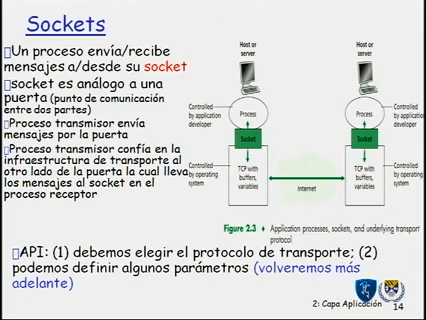 Sockets
Un proceso envía/recibe
mensajes a/desde su socket
socket es análogo a una
puerta (punto de comunicación
entre dos partes)
Proceso transmisor envía
mensajes por la puerta
Proceso transmisor confía en la
infraestructura de transporte al
otro lado de la puerta la cual lleva
los mensajes al socket en el
proceso receptor
Host or
server
Host or
server
Controlled
by application
developer
Process
Process
Controlled
by application
developer
Socket
Socket
Controlled
by operating
system
TCP with
buffers,
variables
Internet
TCP with
buffers,
variables
Controlled
by operating
system
Figure 2.3 ♦ Application processes, sockets, and underlying transport
protocol
API: (1) debemos elegir el protocolo de transporte; (2)
podemos definir algunos parámetros (volveremos más
adelante)
2: Capa Aplicación
14